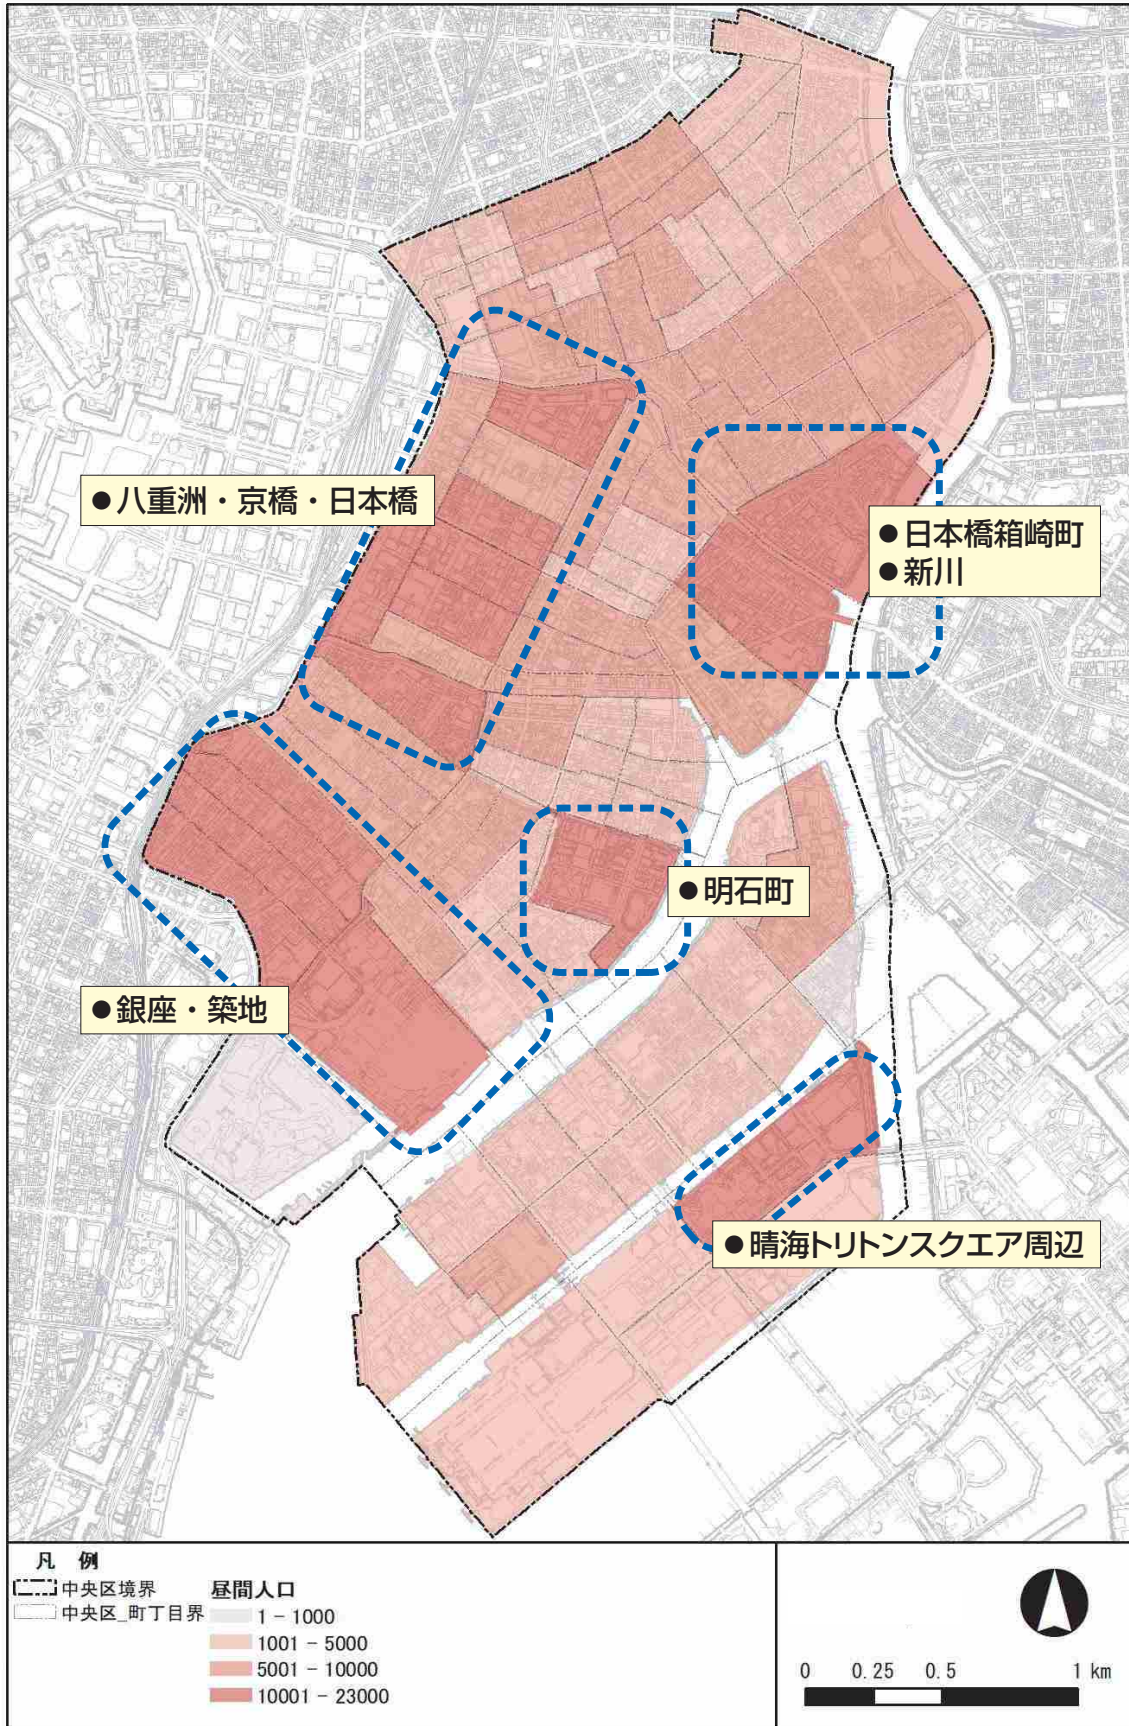 ●八重洲・京橋・日本橋
●日本橋箱崎町
●新川
●明石町
●銀座・築地
●晴海トリトンスクエア周辺
凡 例
中央区境界
中央区_町丁目界
昼間人口
1 - 1000
1001 - 5000
5001 - 10000
10001 - 23000
0 0.25 0.5 1 km